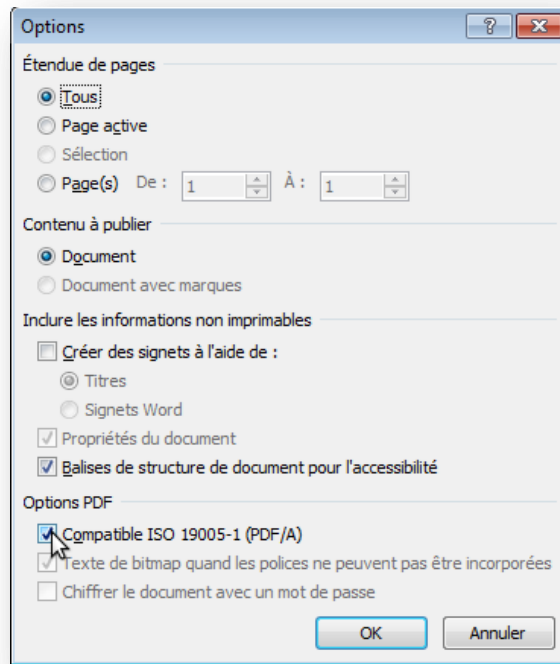 Options
Étendue de pages
Tous
Page active
Sélection
Page(s) De : 1 À : 1
Contenu à publier
Document
Document avec marques
Inclure les informations non imprimables
Créer des signets à l'aide de :
Titres
Signets Word
Propriétés du document
Balises de structure de document pour l'accessibilité
Options PDF
Compatible ISO 19005-1 (PDF/A)
Texte de bitmap quand les polices ne peuvent pas être incorporées
Chiffrer le document avec un mot de passe
OK Annuler